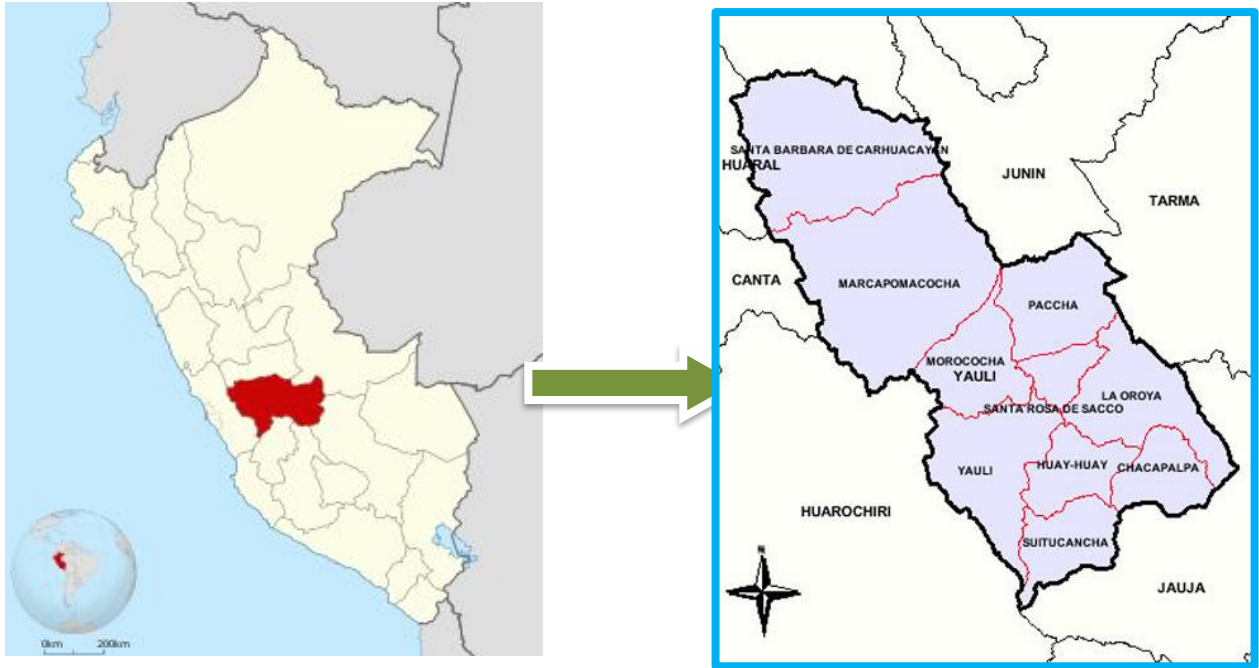 0km 200km
SANTA BARBARA DE CARHUACAYAN
HUARAL
JUNIN
TARMA
CANTA
MARCAPOMACOCHA
PACCHA
MOROCOCHA
YAULI
LA OROYA
SANTA ROSA DE SACCO
YAULI
HUAY-HUAY
CHACAPALPA
HUAROCHIRI
SUITUCANCHA
N
JAUJA